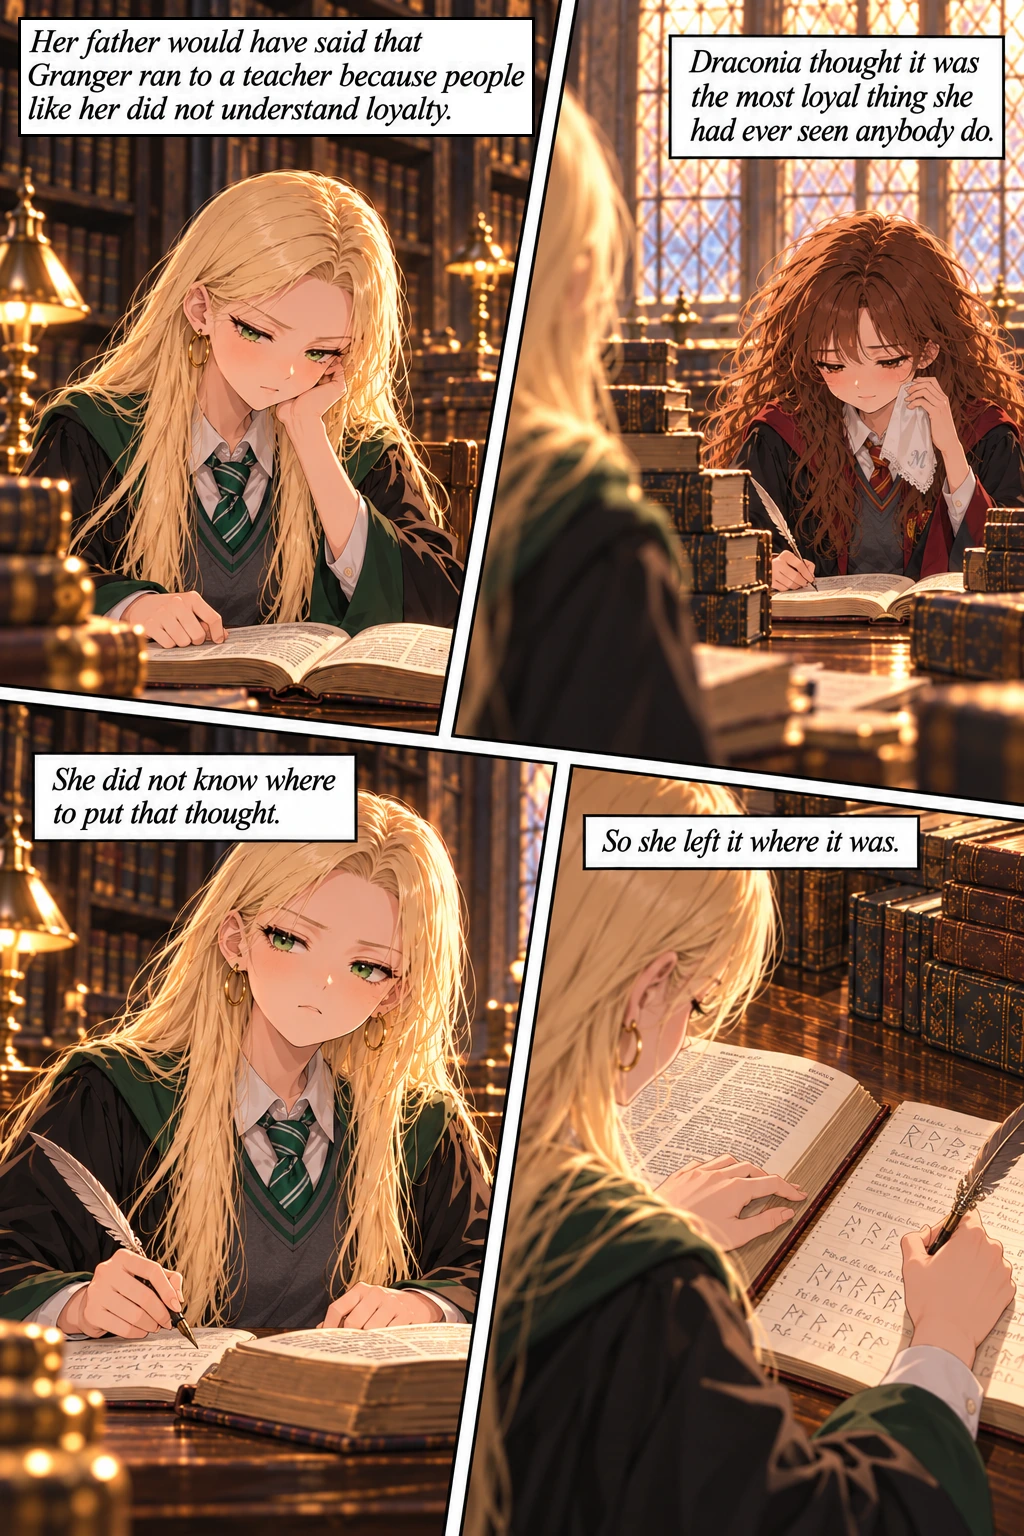 Her father would have said that
Granger ran to a teacher because people
like her did not understand loyalty.
Draconia thought it was
the most loyal thing she
had ever seen anybody do.
M
She did not know where
to put that thought.
So she left it where it was.